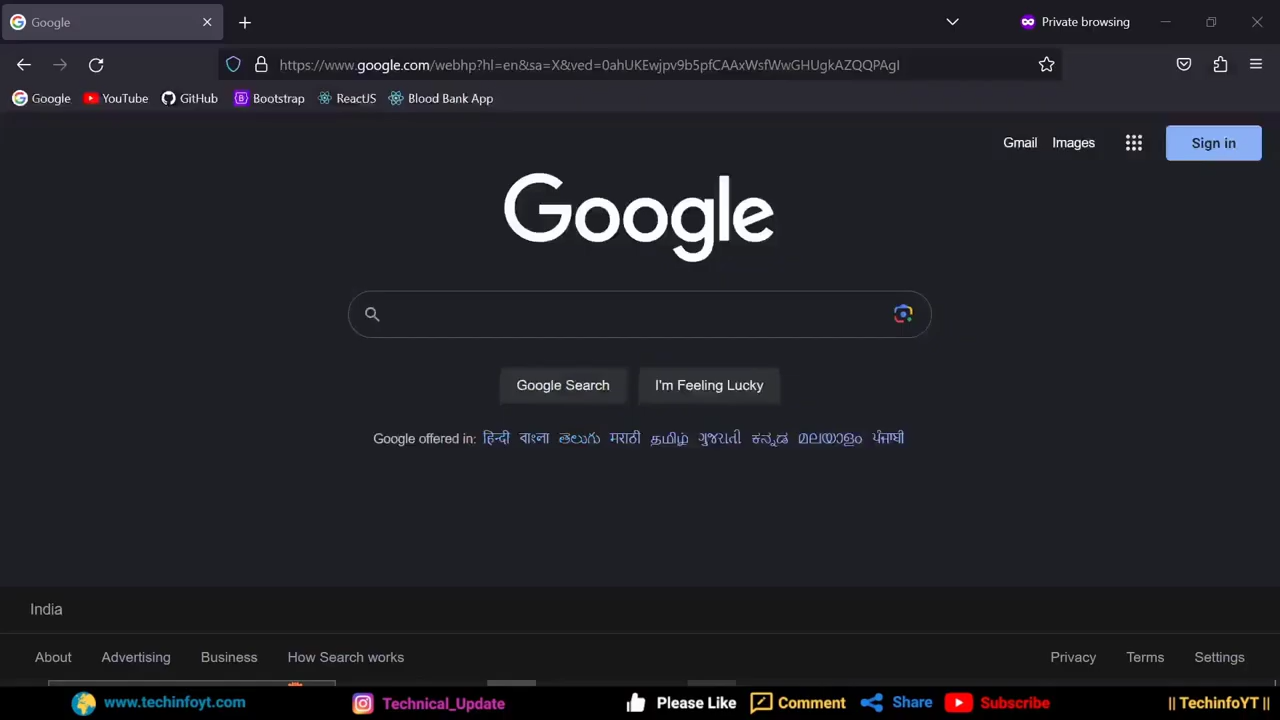 Google
Private browsing
https://www.google.com/webhp?hl=en&sa=X&ved=0ahUKEwjpv9b5pfCAAxWsfWwGHUgkAZQQPAgI
Google YouTube GitHub Bootstrap ReactJS Blood Bank App
Gmail Images Sign in
Google
Google Search I'm Feeling Lucky
Google offered in: हिन्दी বাংলা తెలుగు मराठी தமிழ் ગુજરાતી ಕನ್ನಡ മലയാളം ਪੰਜਾਬੀ
India
About Advertising Business How Search works Privacy Terms Settings
www.techinfoyt.com Technical_Update Please Like Comment Share Subscribe || TechinfoYT ||